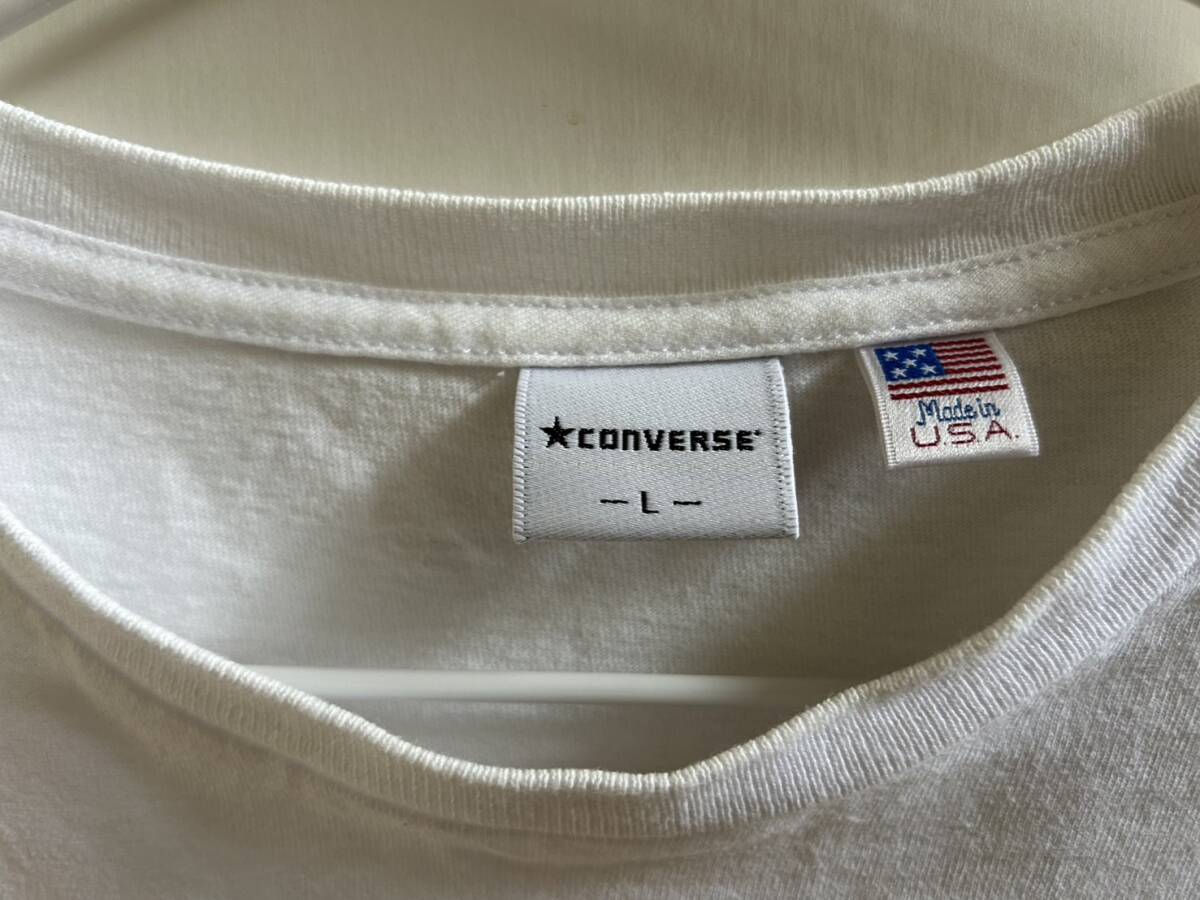 ★CONVERSE
– L –
Made in
U.S.A.